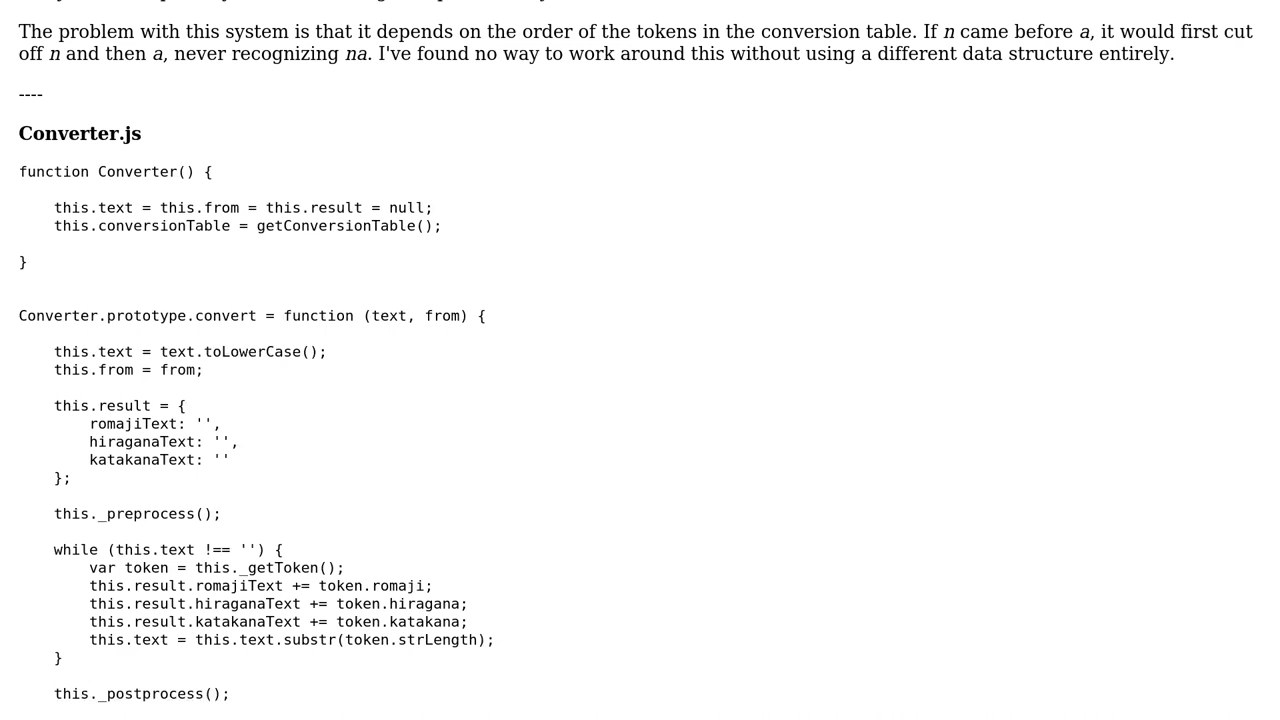 The problem with this system is that it depends on the order of the tokens in the conversion table. If n came before a, it would first cut
off n and then a, never recognizing na. I've found no way to work around this without using a different data structure entirely.
----
Converter.js
function Converter() {
    this.text = this.from = this.result = null;
    this.conversionTable = getConversionTable();
}
Converter.prototype.convert = function (text, from) {
    this.text = text.toLowerCase();
    this.from = from;
    this.result = {
        romajiText: '',
        hiraganaText: '',
        katakanaText: ''
    };
    this._preprocess();
    while (this.text !== '') {
        var token = this._getToken();
        this.result.romajiText += token.romaji;
        this.result.hiraganaText += token.hiragana;
        this.result.katakanaText += token.katakana;
        this.text = this.text.substr(token.strLength);
    }
    this._postprocess();